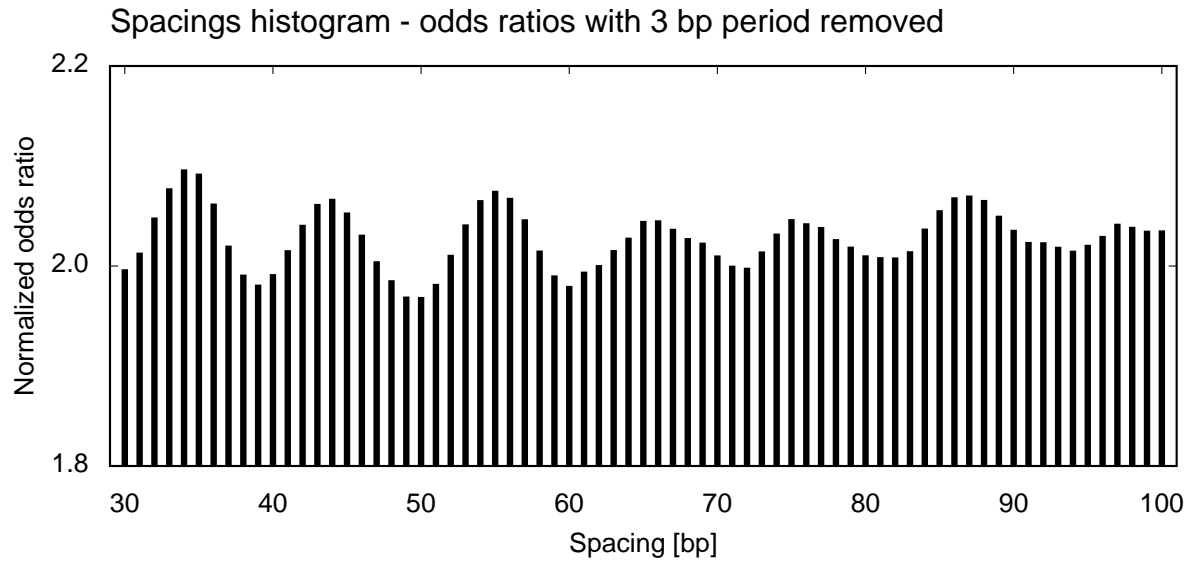 Spacings histogram - odds ratios with 3 bp period removed
2.2
2.0
1.8
Normalized odds ratio
30 40 50 60 70 80 90 100
Spacing [bp]